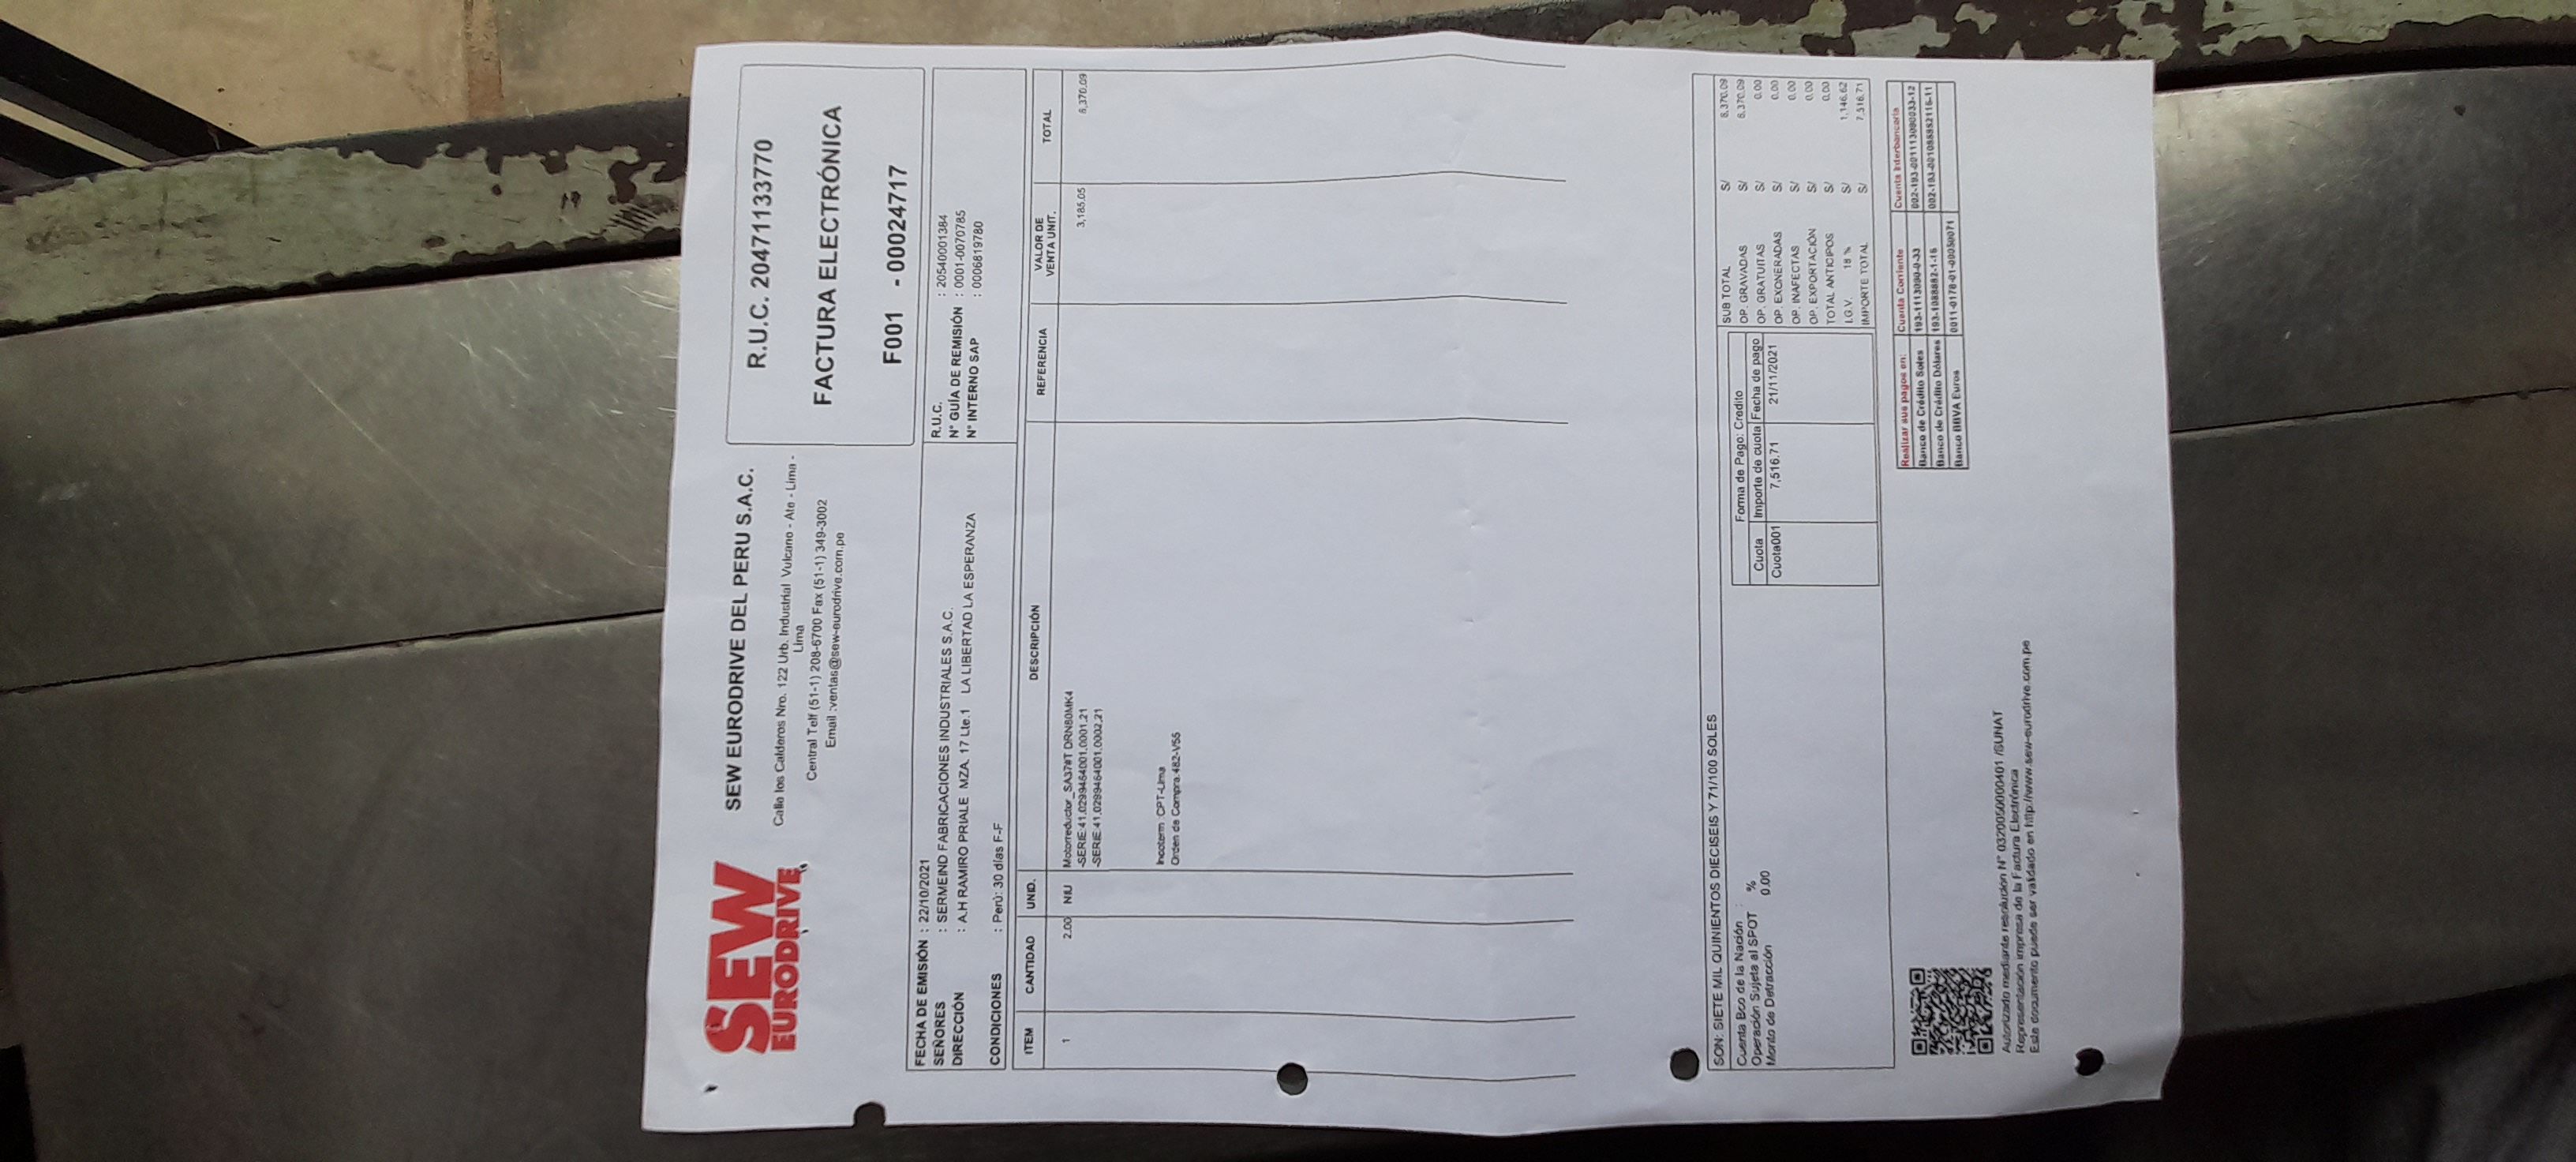 SEW
EURODRIVE
SEW EURODRIVE DEL PERU S.A.C.
Calle los Calderos Nro. 122 Urb. Industrial Vulcano - Ate - Lima -
Lima
Central Telf (51-1) 208-6700 Fax (51-1) 349-3002
Email :ventas@sew-eurodrive.com.pe
R.U.C. 20471133770
FACTURA ELECTRÓNICA
F001 - 00024717
FECHA DE EMISIÓN : 22/10/2021
SEÑORES : SERMEIND FABRICACIONES INDUSTRIALES S.A.C.
DIRECCIÓN : A.H RAMIRO PRIALE MZA. 17 Lte.1 LA LIBERTAD LA ESPERANZA
CONDICIONES : Perú: 30 días F-F
R.U.C. : 20540001384
N° GUÍA DE REMISIÓN : 0001-0070785
N° INTERNO SAP : 0006819780
ITEM CANTIDAD UNID. DESCRIPCIÓN REFERENCIA VALOR DE VENTA UNIT. TOTAL
1 2.00 NIU Motorreductor_SA37/T DRN80MK4 3,185.05 6,370.09
-SERIE:41.0299464001.0001.21
-SERIE:41.0299464001.0002.21
Incoterm :CPT-Lima
Orden de Compra:482-V55
SON: SIETE MIL QUINIENTOS DIECISEIS Y 71/100 SOLES
Cuenta Bco de la Nación :
Operación Sujeta al SPOT %
Monto de Detracción 0.00
Forma de Pago: Credito
Cuota Importe de cuota Fecha de pago
Cuota001 7,516.71 21/11/2021
SUB TOTAL S/ 6,370.09
OP. GRAVADAS S/ 6,370.09
OP. GRATUITAS S/ 0.00
OP. EXONERADAS S/ 0.00
OP. INAFECTAS S/ 0.00
OP. EXPORTACIÓN S/ 0.00
TOTAL ANTICIPOS S/ 0.00
I.G.V. 18 % S/ 1,146.62
IMPORTE TOTAL S/ 7,516.71
Realizar sus pagos en: Cuenta Corriente Cuenta Interbancaria
Banco de Crédito Soles 193-1113080-0-33 002-193-001113080033-12
Banco de Crédito Dólares
Banco BBVA Euros 0011-0178-01-00030071
Autorizado mediante resolución N° 0320050000401 /SUNAT
Representación impresa de la Factura Electrónica
Este documento puede ser validado en http://www.sew-eurodrive.com.pe